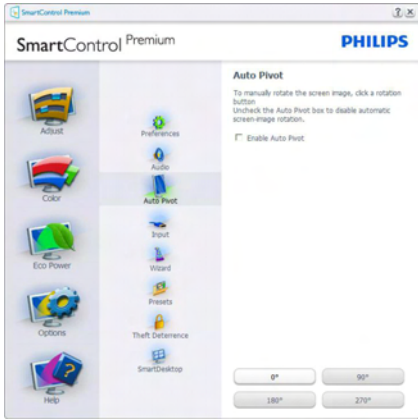 SmartControl Premium
? x
SmartControl Premium
PHILIPS
Adjust
Color
Eco Power
Options
Help
Preferences
Audio
Auto Pivot
Input
Wizard
Presets
Theft Deterrence
SmartDesktop
Auto Pivot
To manually rotate the screen image, click a rotation
button
Uncheck the Auto Pivot box to disable automatic
screen-image rotation.
Enable Auto Pivot
0°
90°
180°
270°